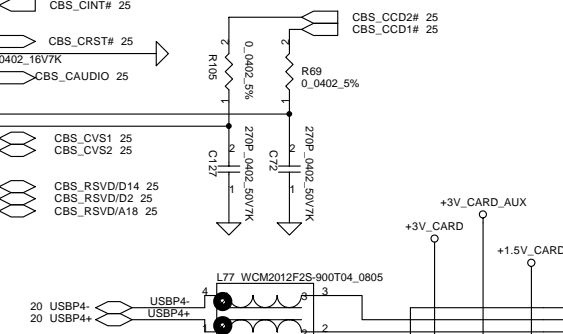 CBS_CINT# 25
CBS_CCD2# 25
CBS_CCD1# 25
CBS_CRST# 25
0402_16V7K
CBS_CAUDIO 25
2
2
R105
0_0402_5%
R69
0_0402_5%
1
1
CBS_CVS1 25
CBS_CVS2 25
2
2
C127
270P_0402_50V7K
C72
270P_0402_50V7K
1
1
CBS_RSVD/D14 25
CBS_RSVD/D2 25
CBS_RSVD/A18 25
+3V_CARD_AUX
+3V_CARD
+1.5V_CARD
L77 WCM2012F2S-900T04_0805
4
3
3
20 USBP4-
USBP4-
20 USBP4+
USBP4+
1
2